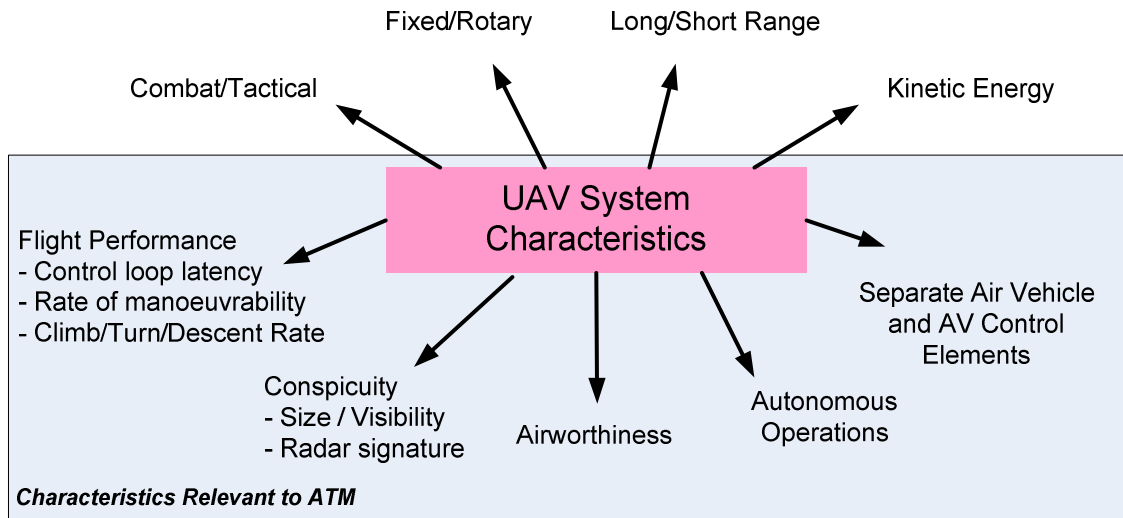 Fixed/Rotary
Long/Short Range
Combat/Tactical
Kinetic Energy
UAV System
Characteristics
Flight Performance
- Control loop latency
- Rate of manoeuvrability
- Climb/Turn/Descent Rate
Separate Air Vehicle
and AV Control
Elements
Conspicuity
- Size / Visibility
- Radar signature
Airworthiness
Autonomous
Operations
Characteristics Relevant to ATM